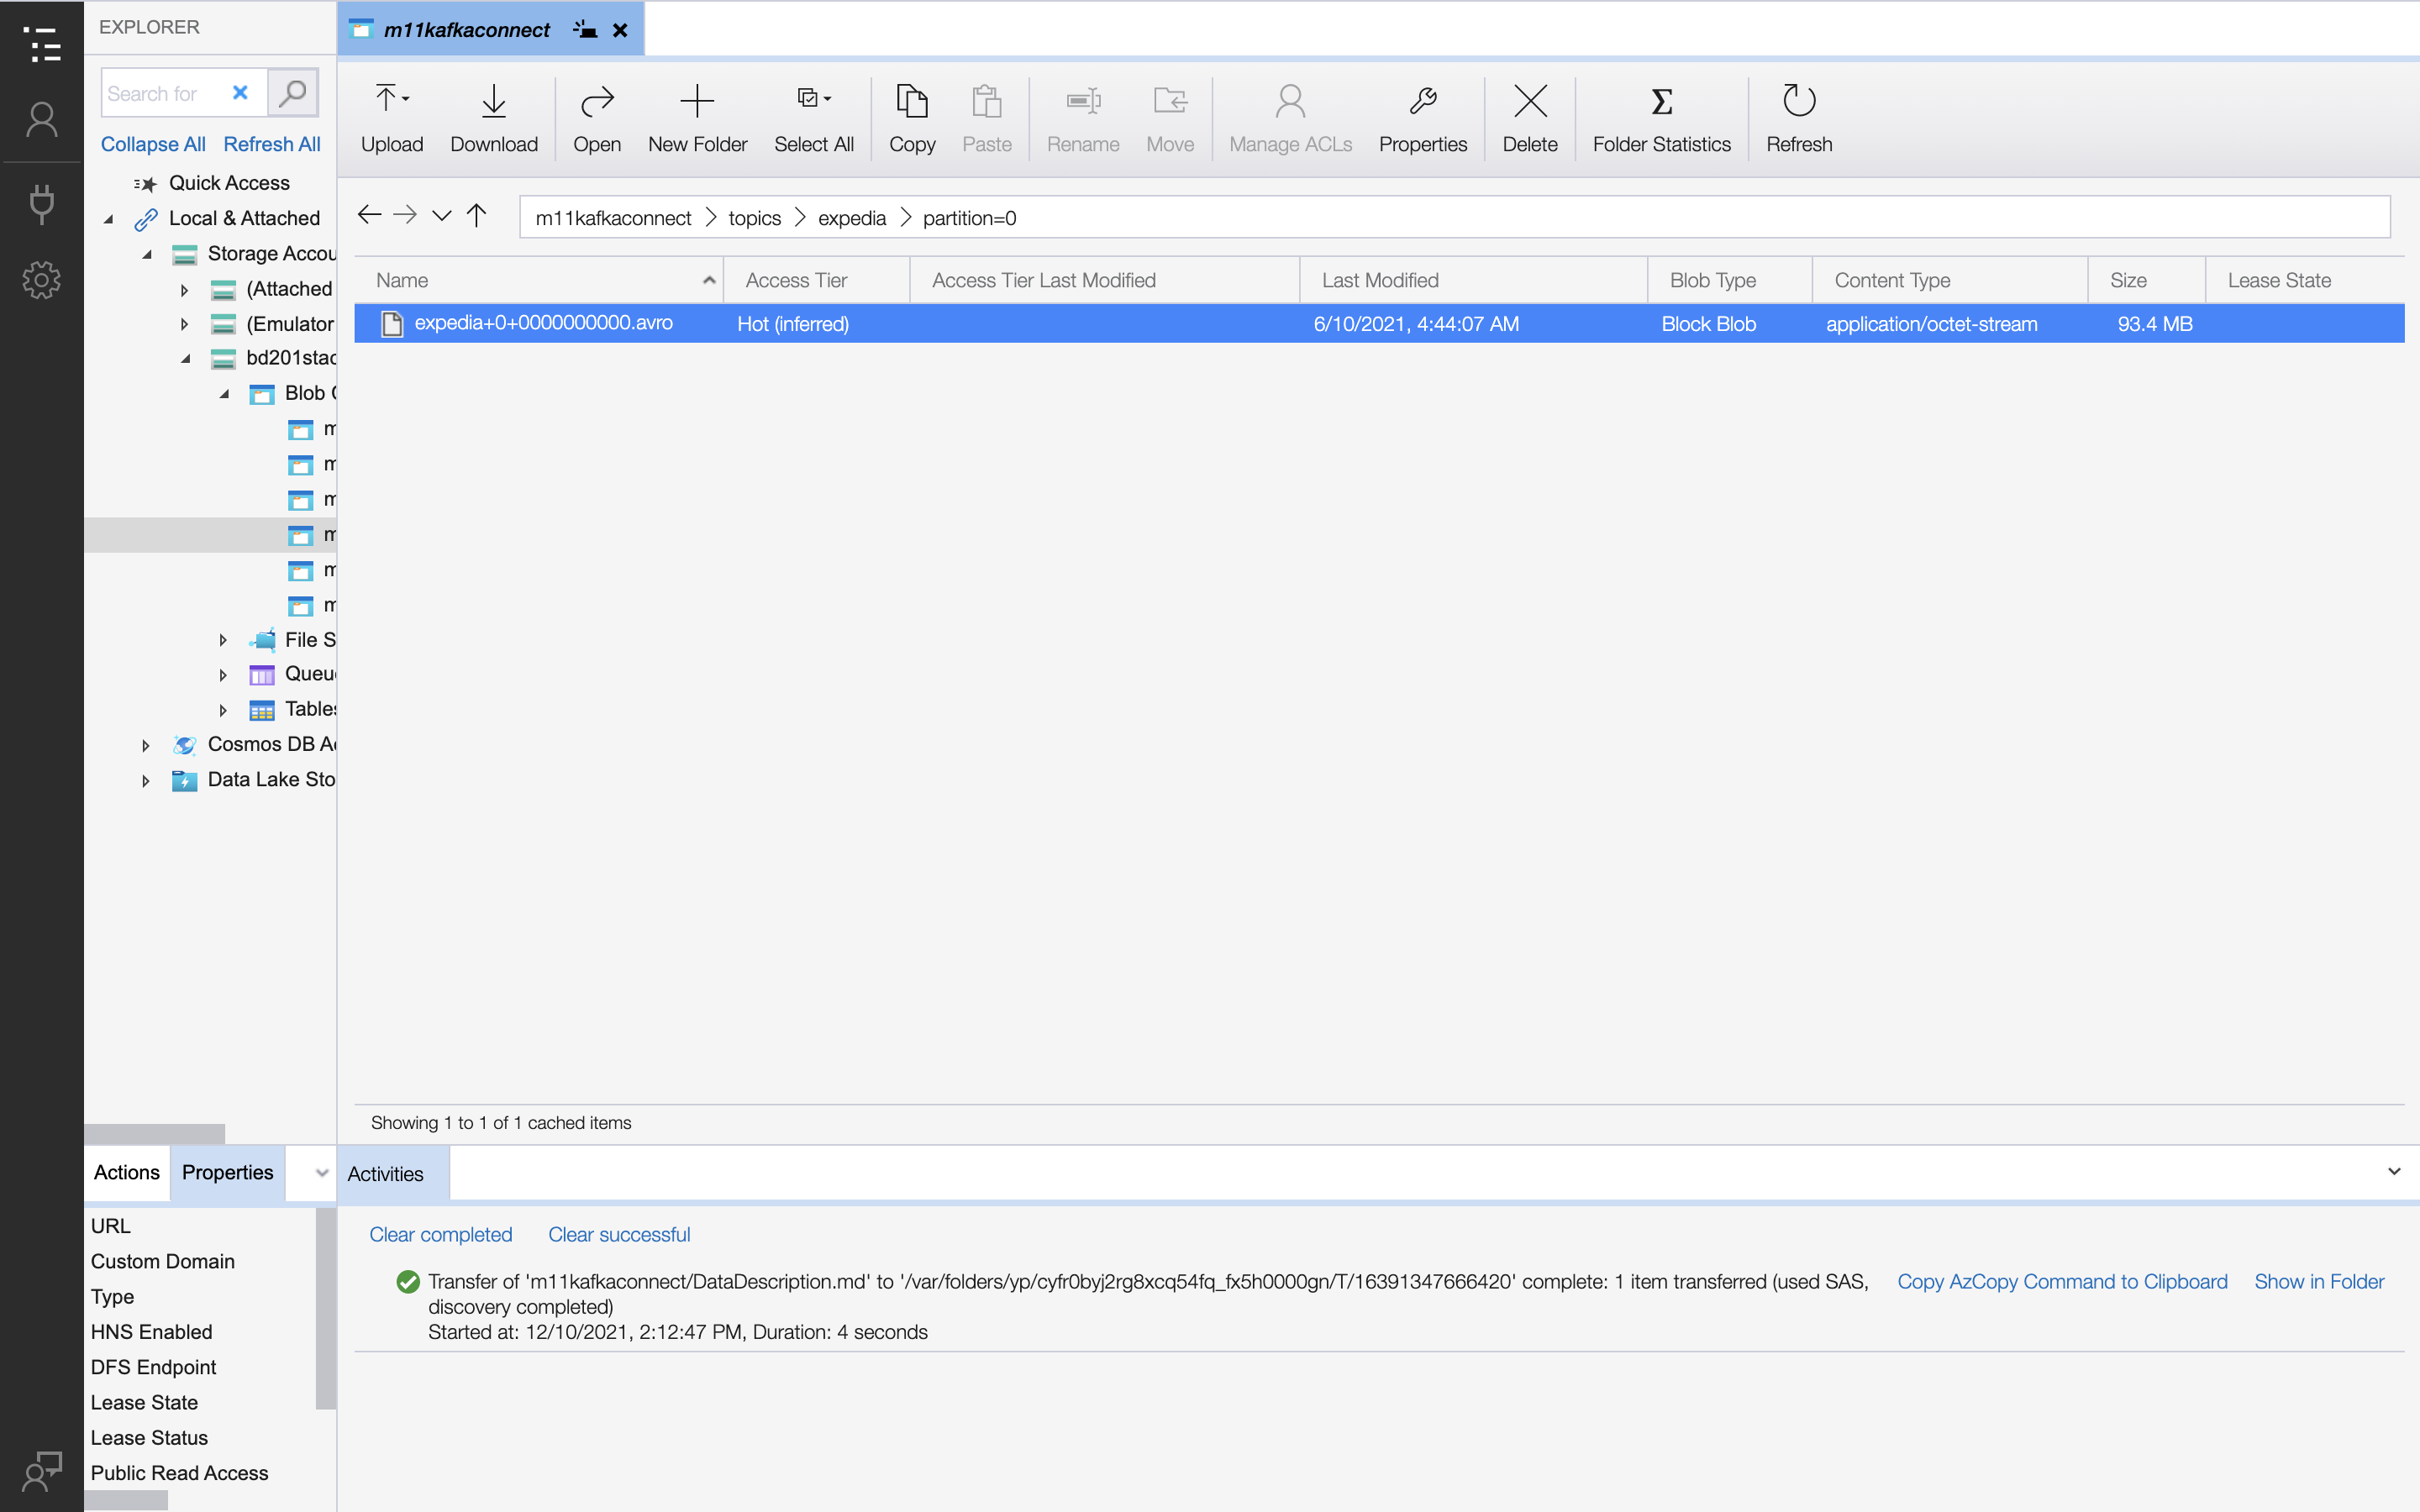 EXPLORER
m11kafkaconnect
Search for
Collapse All Refresh All
Upload Download Open New Folder Select All Copy Paste Rename Move Manage ACLs Properties Delete Folder Statistics Refresh
Quick Access
Local & Attached
Storage Accou
(Attached
(Emulator
bd201stac
Blob C
m
m
m
m
m
m
File S
Queue
Tables
Cosmos DB Ac
Data Lake Sto
m11kafkaconnect topics expedia partition=0
Name Access Tier Access Tier Last Modified Last Modified Blob Type Content Type Size Lease State
expedia+0+0000000000.avro Hot (inferred) 6/10/2021, 4:44:07 AM Block Blob application/octet-stream 93.4 MB
Showing 1 to 1 of 1 cached items
Actions Properties
URL
Custom Domain
Type
HNS Enabled
DFS Endpoint
Lease State
Lease Status
Public Read Access
Activities
Clear completed Clear successful
Transfer of 'm11kafkaconnect/DataDescription.md' to '/var/folders/yp/cyfr0byj2rg8xcq54fq_fx5h0000gn/T/16391347666420' complete: 1 item transferred (used SAS, Copy AzCopy Command to Clipboard Show in Folder
discovery completed)
Started at: 12/10/2021, 2:12:47 PM, Duration: 4 seconds